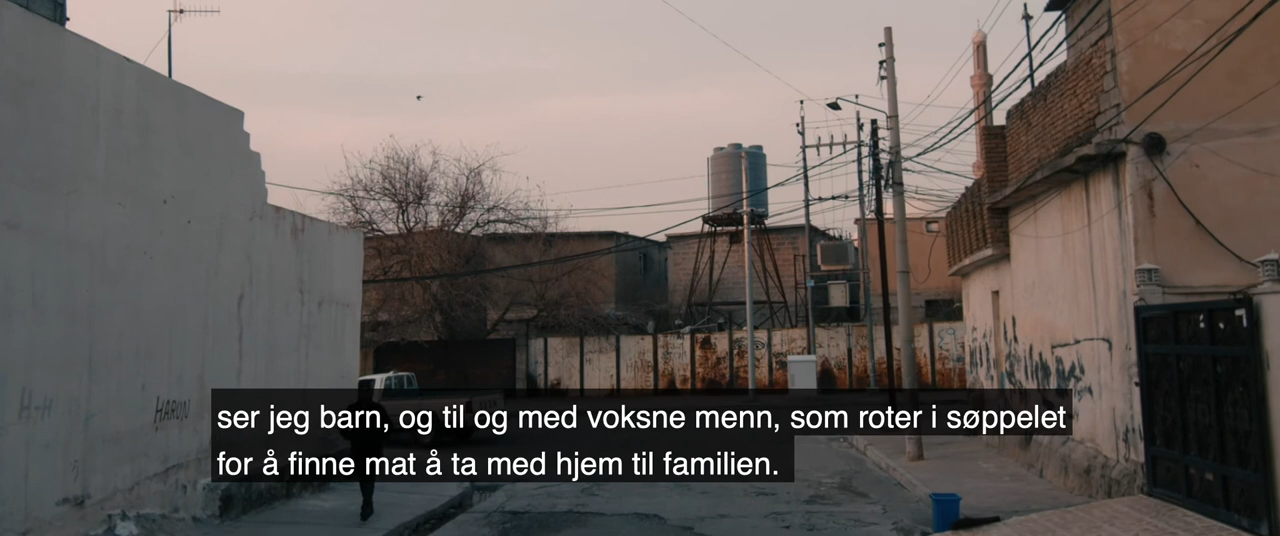 HARUN
ser jeg barn, og til og med voksne menn, som roter i søppelet
for å finne mat å ta med hjem til familien.